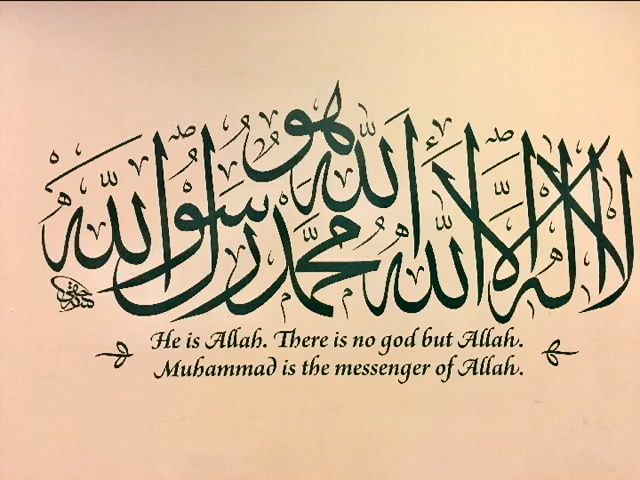 هو الله
لا إله إلا الله محمد رسول الله
He is Allah. There is no god but Allah.
Muhammad is the messenger of Allah.